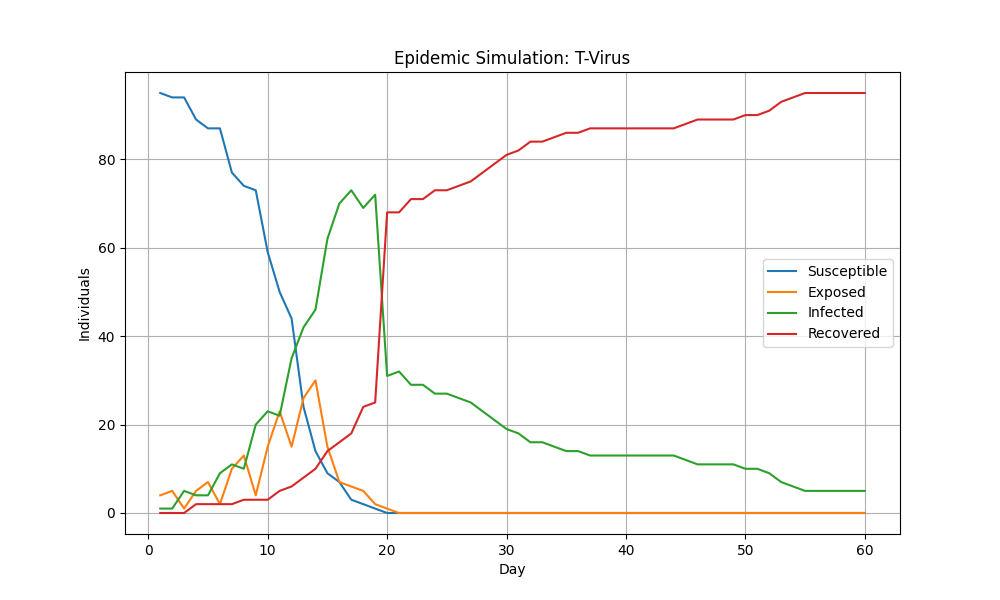 Epidemic Simulation: T-Virus
Individuals
80
60
40
20
0
Susceptible
Exposed
Infected
Recovered
0 10 20 30 40 50 60
Day